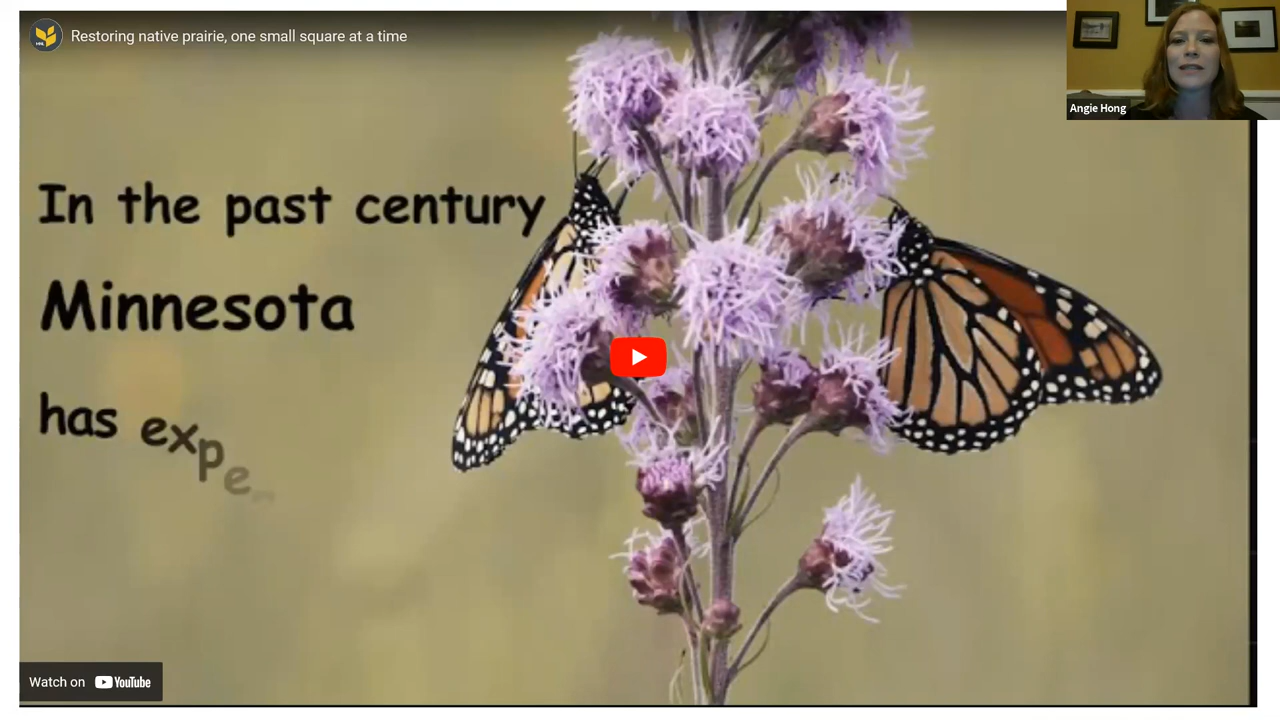 Restoring native prairie, one small square at a time
Angie Hong
In the past century
Minnesota
has expe
Watch on YouTube